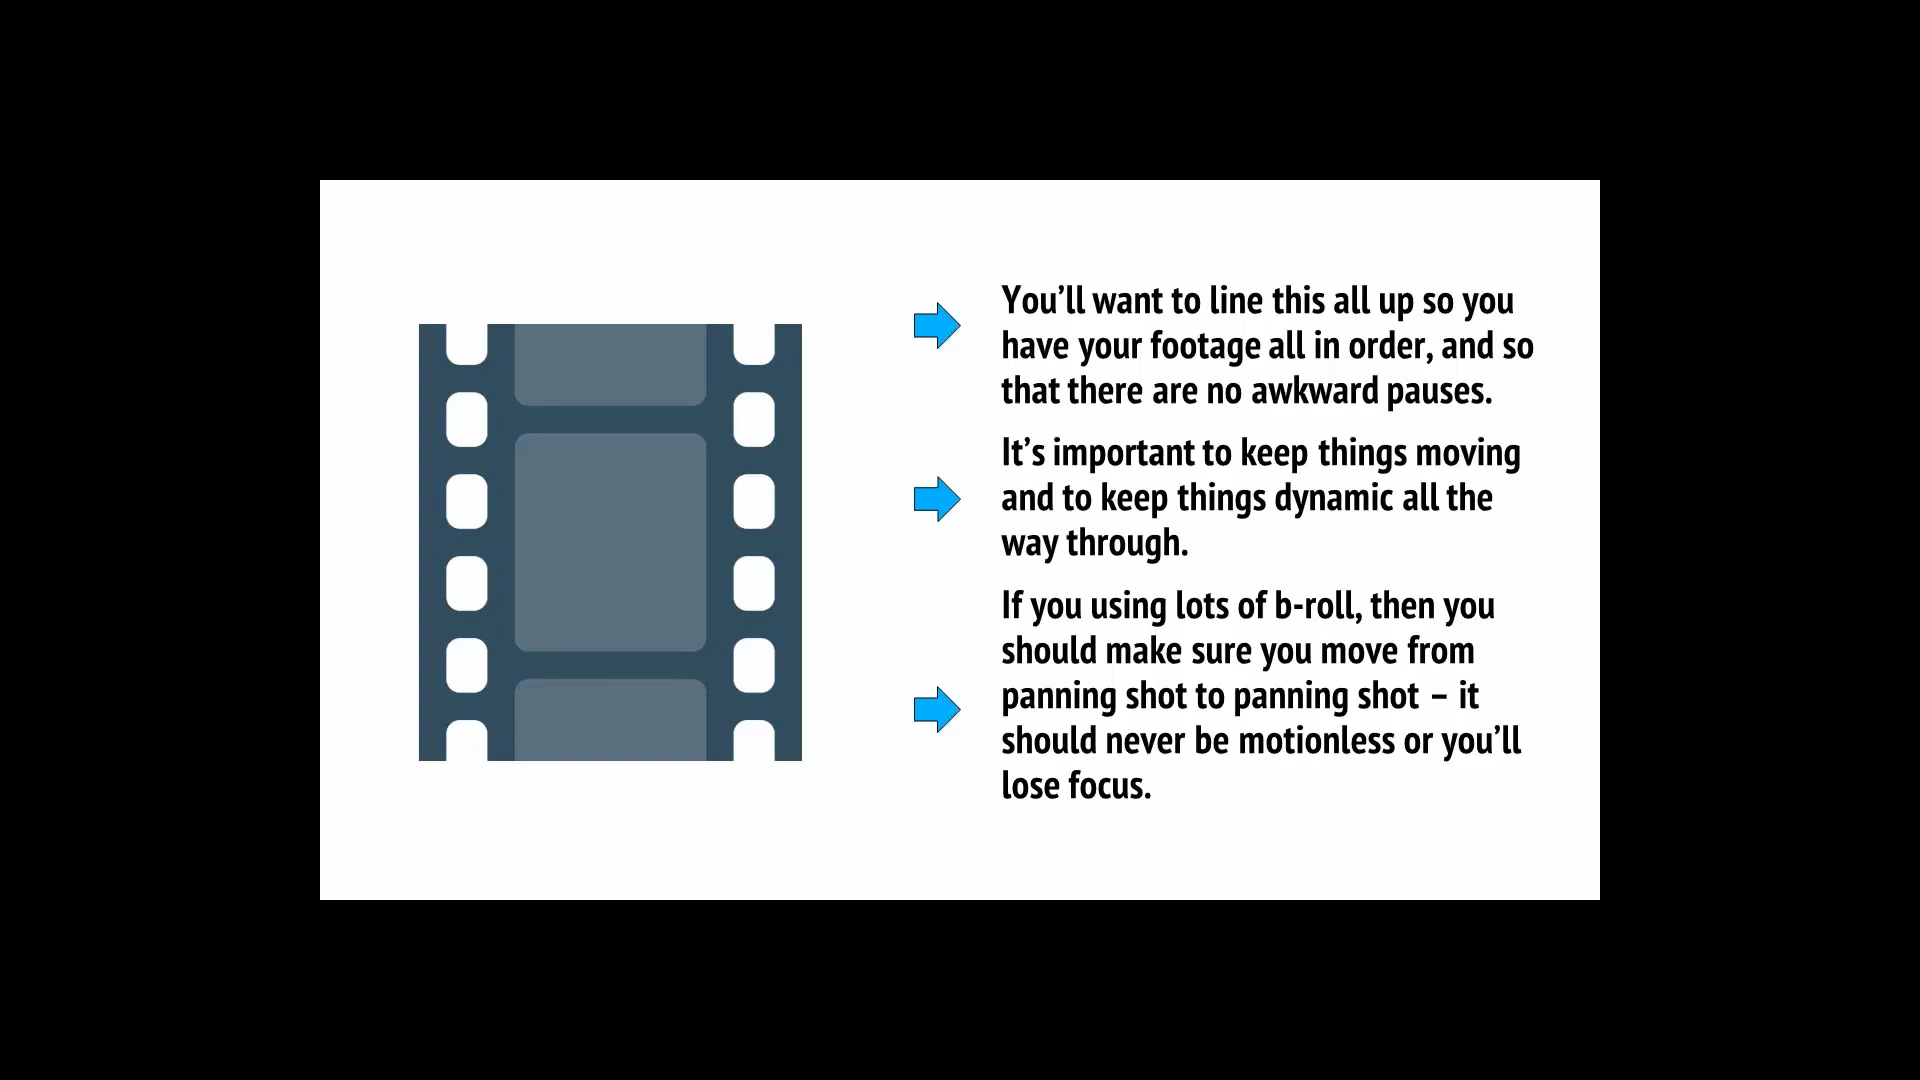 You’ll want to line this all up so you
have your footage all in order, and so
that there are no awkward pauses.
It’s important to keep things moving
and to keep things dynamic all the
way through.
If you using lots of b-roll, then you
should make sure you move from
panning shot to panning shot – it
should never be motionless or you’ll
lose focus.